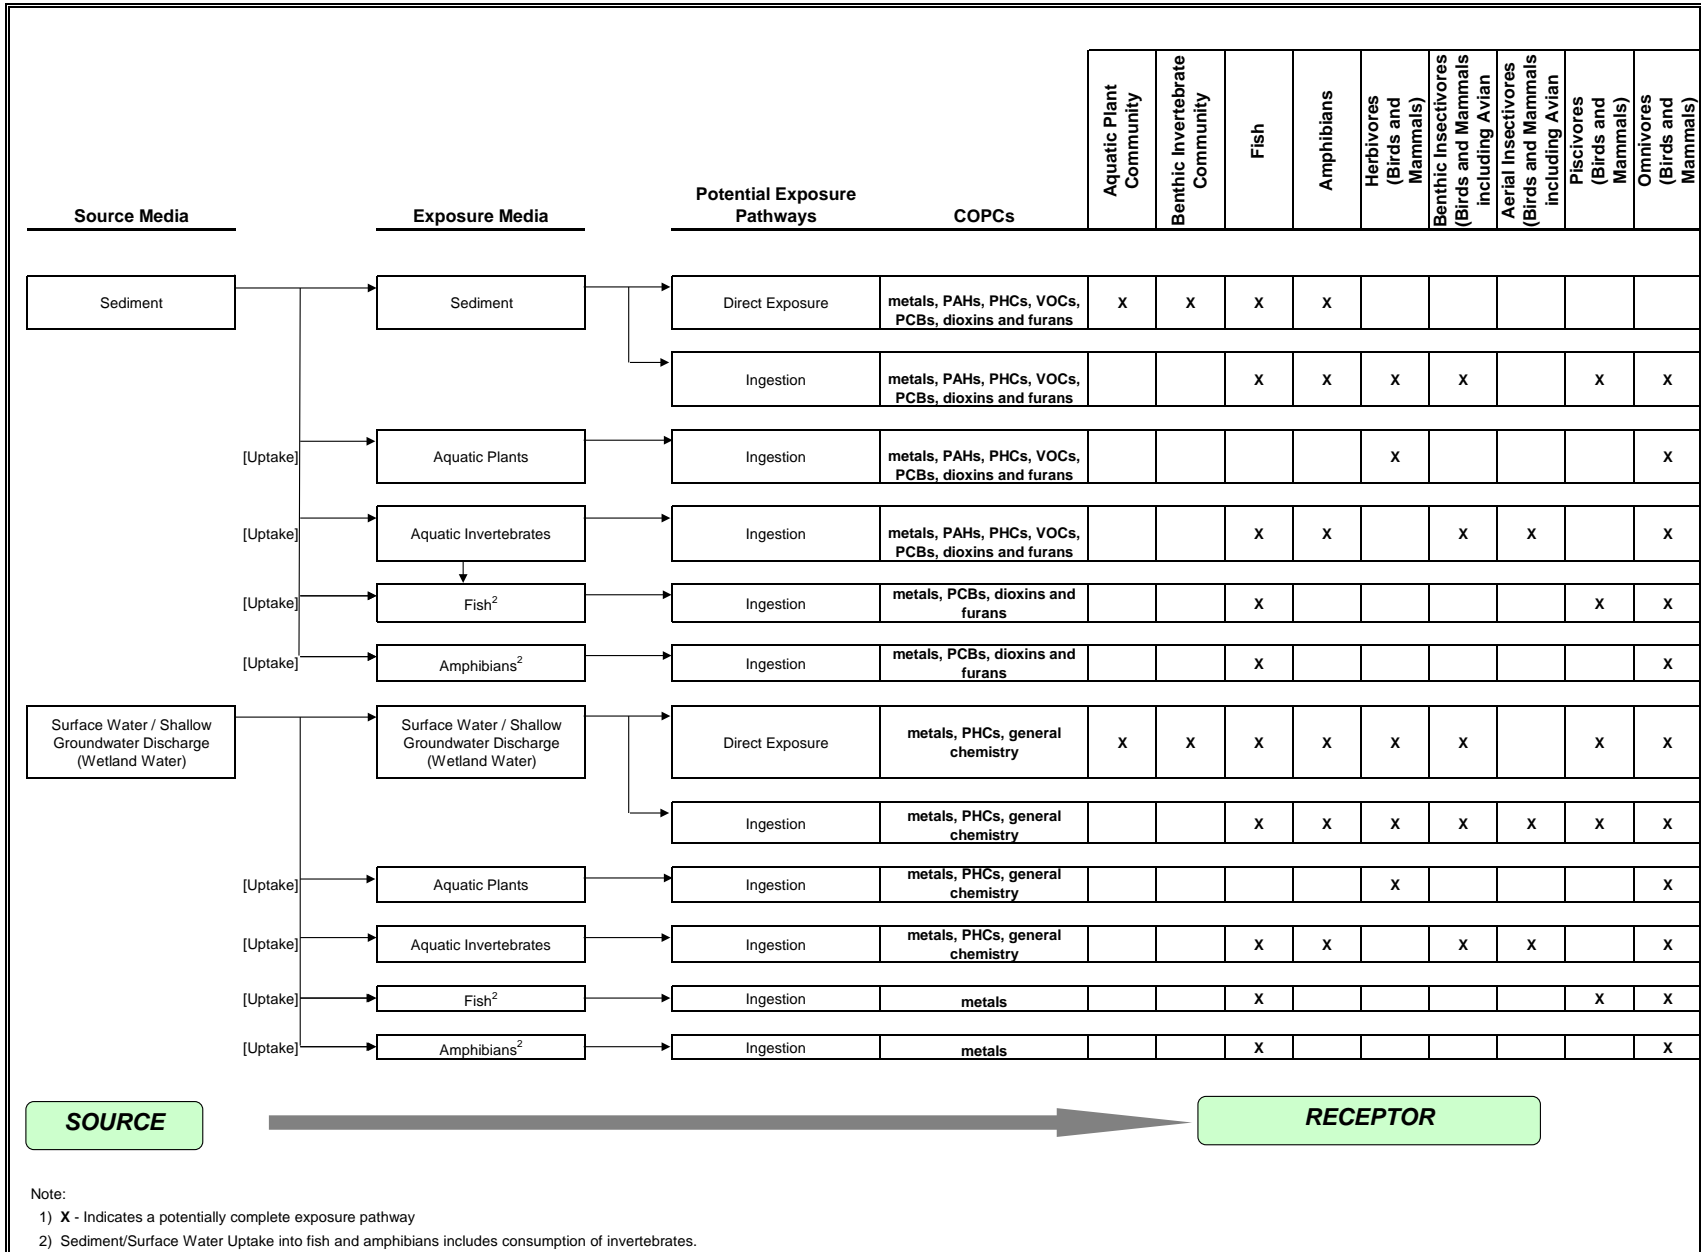 Aquatic Plant
Community
Benthic Invertebrate
Community
Fish
Amphibians
Herbivores
(Birds and
Mammals)
Benthic Insectivores
(Birds and Mammals
including Avian
Aerial Insectivores
(Birds and Mammals
including Avian
Piscivores
(Birds and
Mammals)
Omnivores
(Birds and
Mammals)
Source Media
Exposure Media
Potential Exposure
Pathways
COPCs
Sediment
Sediment
Direct Exposure
metals, PAHs, PHCs, VOCs,
PCBs, dioxins and furans
X X X X
Ingestion
metals, PAHs, PHCs, VOCs,
PCBs, dioxins and furans
X X X X X X
[Uptake]
Aquatic Plants
Ingestion
metals, PAHs, PHCs, VOCs,
PCBs, dioxins and furans
X X
[Uptake]
Aquatic Invertebrates
Ingestion
metals, PAHs, PHCs, VOCs,
PCBs, dioxins and furans
X X X X X
[Uptake]
Fish2
Ingestion
metals, PCBs, dioxins and
furans
X X X
[Uptake]
Amphibians2
Ingestion
metals, PCBs, dioxins and
furans
X X
Surface Water / Shallow
Groundwater Discharge
(Wetland Water)
Surface Water / Shallow
Groundwater Discharge
(Wetland Water)
Direct Exposure
metals, PHCs, general
chemistry
X X X X X X X X
Ingestion
metals, PHCs, general
chemistry
X X X X X X X
[Uptake]
Aquatic Plants
Ingestion
metals, PHCs, general
chemistry
X X
[Uptake]
Aquatic Invertebrates
Ingestion
metals, PHCs, general
chemistry
X X X X X
[Uptake]
Fish2
Ingestion
metals
X X X
[Uptake]
Amphibians2
Ingestion
metals
X X
SOURCE
RECEPTOR
Note:
1) X - Indicates a potentially complete exposure pathway
2) Sediment/Surface Water Uptake into fish and amphibians includes consumption of invertebrates.